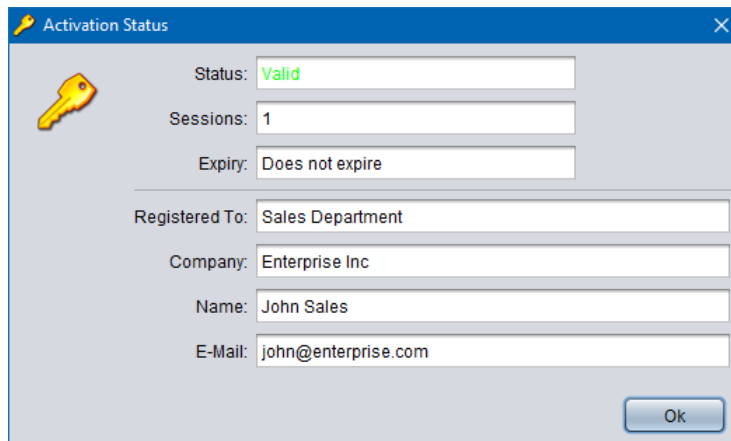 Activation Status
Status: Valid
Sessions: 1
Expiry: Does not expire
Registered To: Sales Department
Company: Enterprise Inc
Name: John Sales
E-Mail: john@enterprise.com
Ok